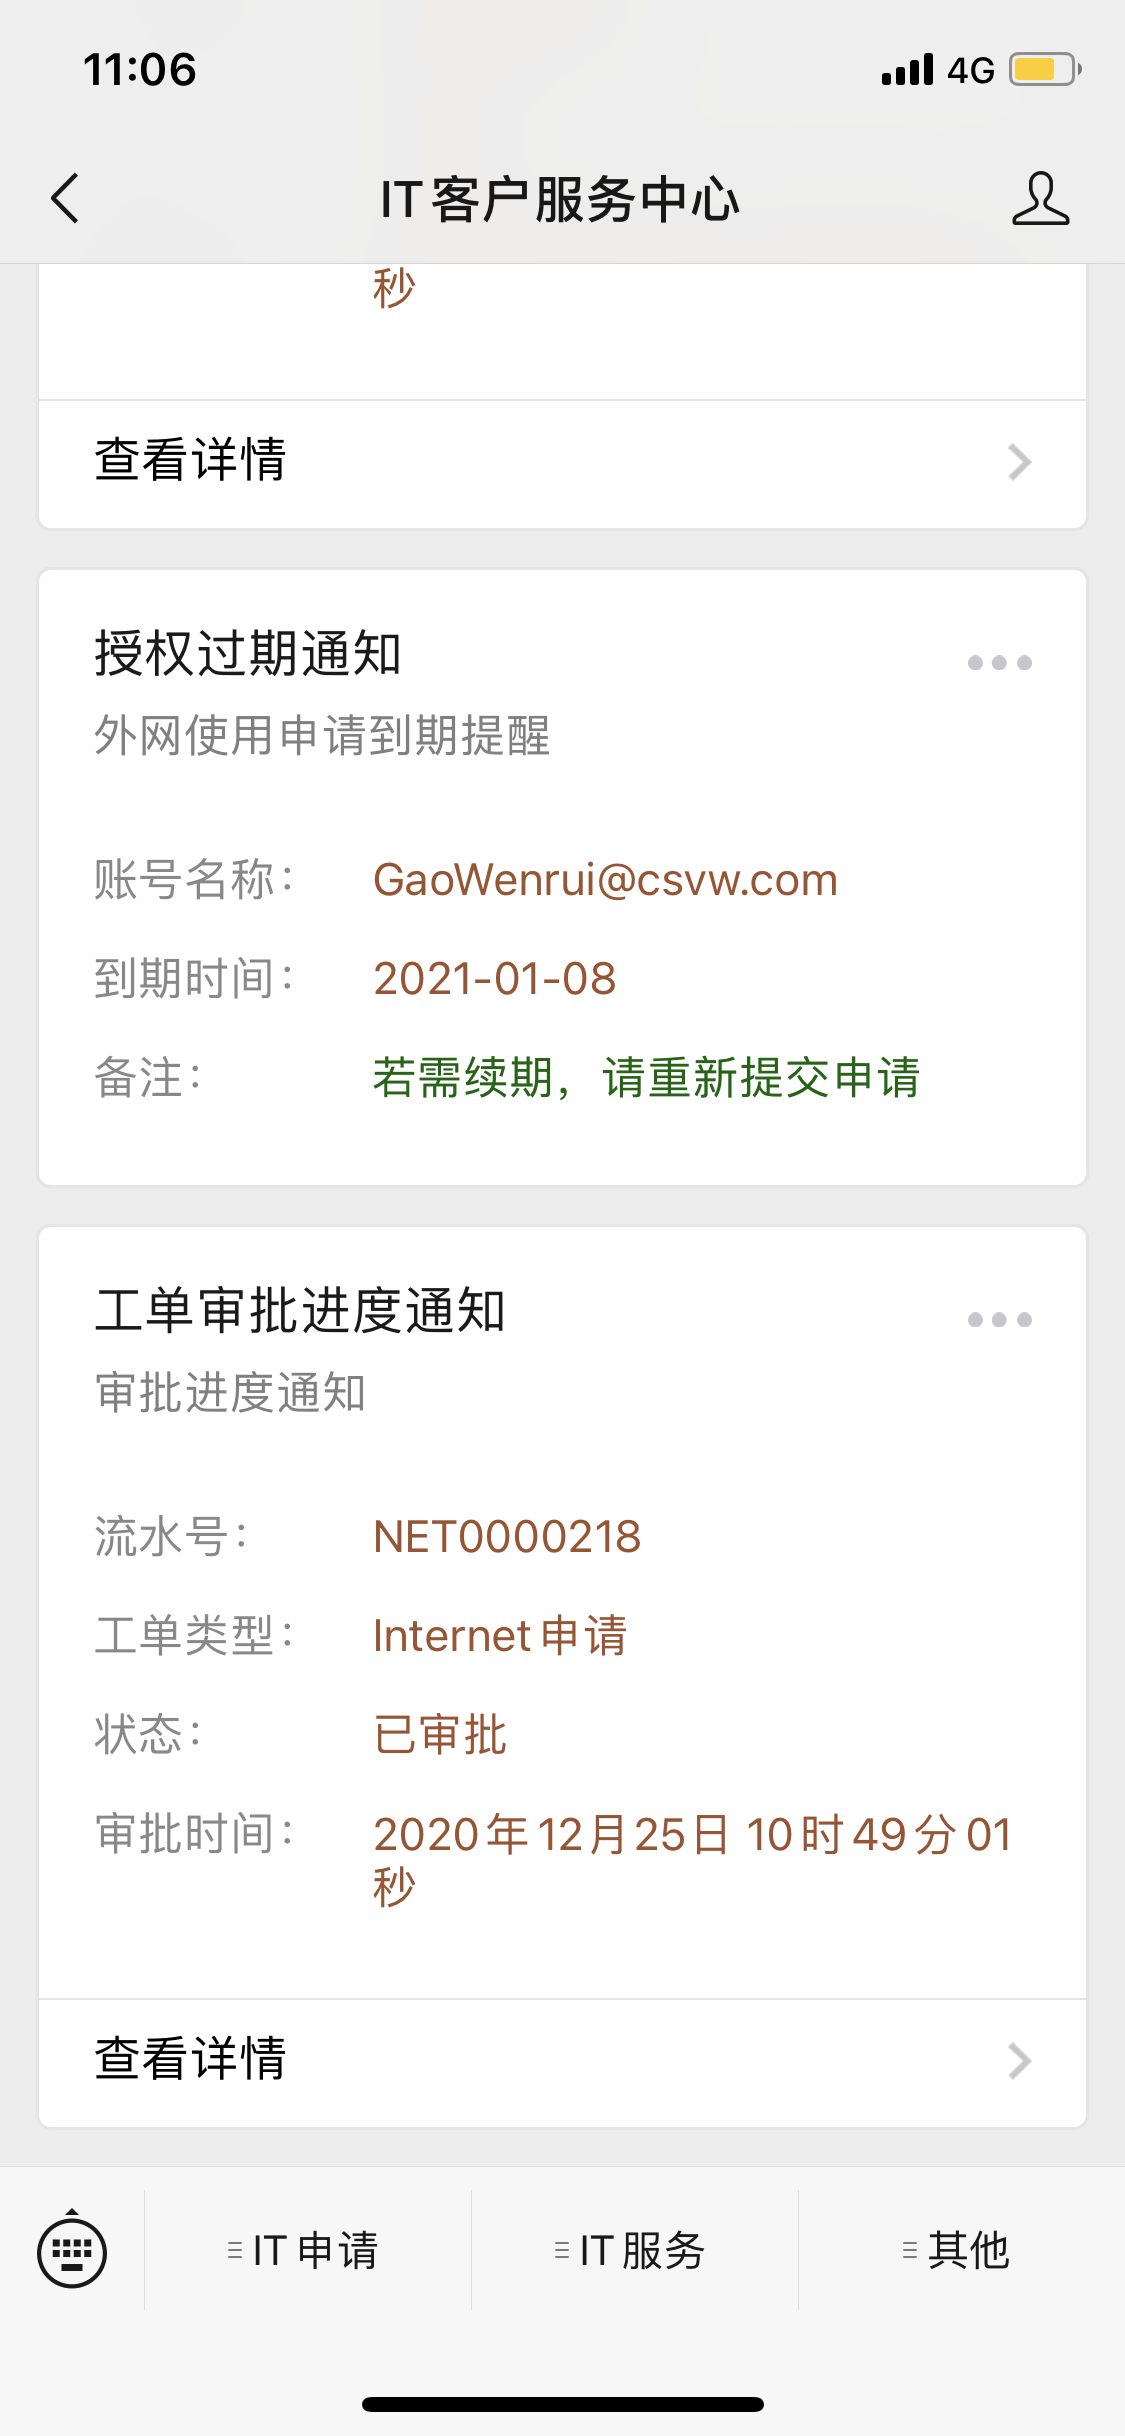 11:06
4G
IT客户服务中心
秒
查看详情
授权过期通知
外网使用申请到期提醒
账号名称： GaoWenrui@csvw.com
到期时间： 2021-01-08
备注： 若需续期，请重新提交申请
工单审批进度通知
审批进度通知
流水号： NET0000218
工单类型： Internet申请
状态： 已审批
审批时间： 2020年12月25日 10时49分01
秒
查看详情
IT申请 IT服务 其他